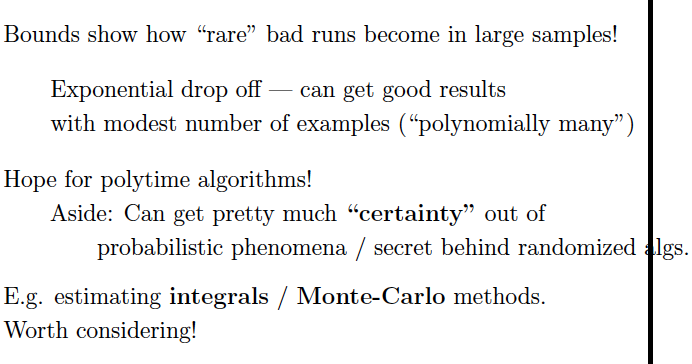 Bounds show how “rare” bad runs become in large samples!
Exponential drop off — can get good results
with modest number of examples (“polynomially many”)
Hope for polytime algorithms!
Aside: Can get pretty much “certainty” out of
probabilistic phenomena / secret behind randomized algs.
E.g. estimating integrals / Monte-Carlo methods.
Worth considering!